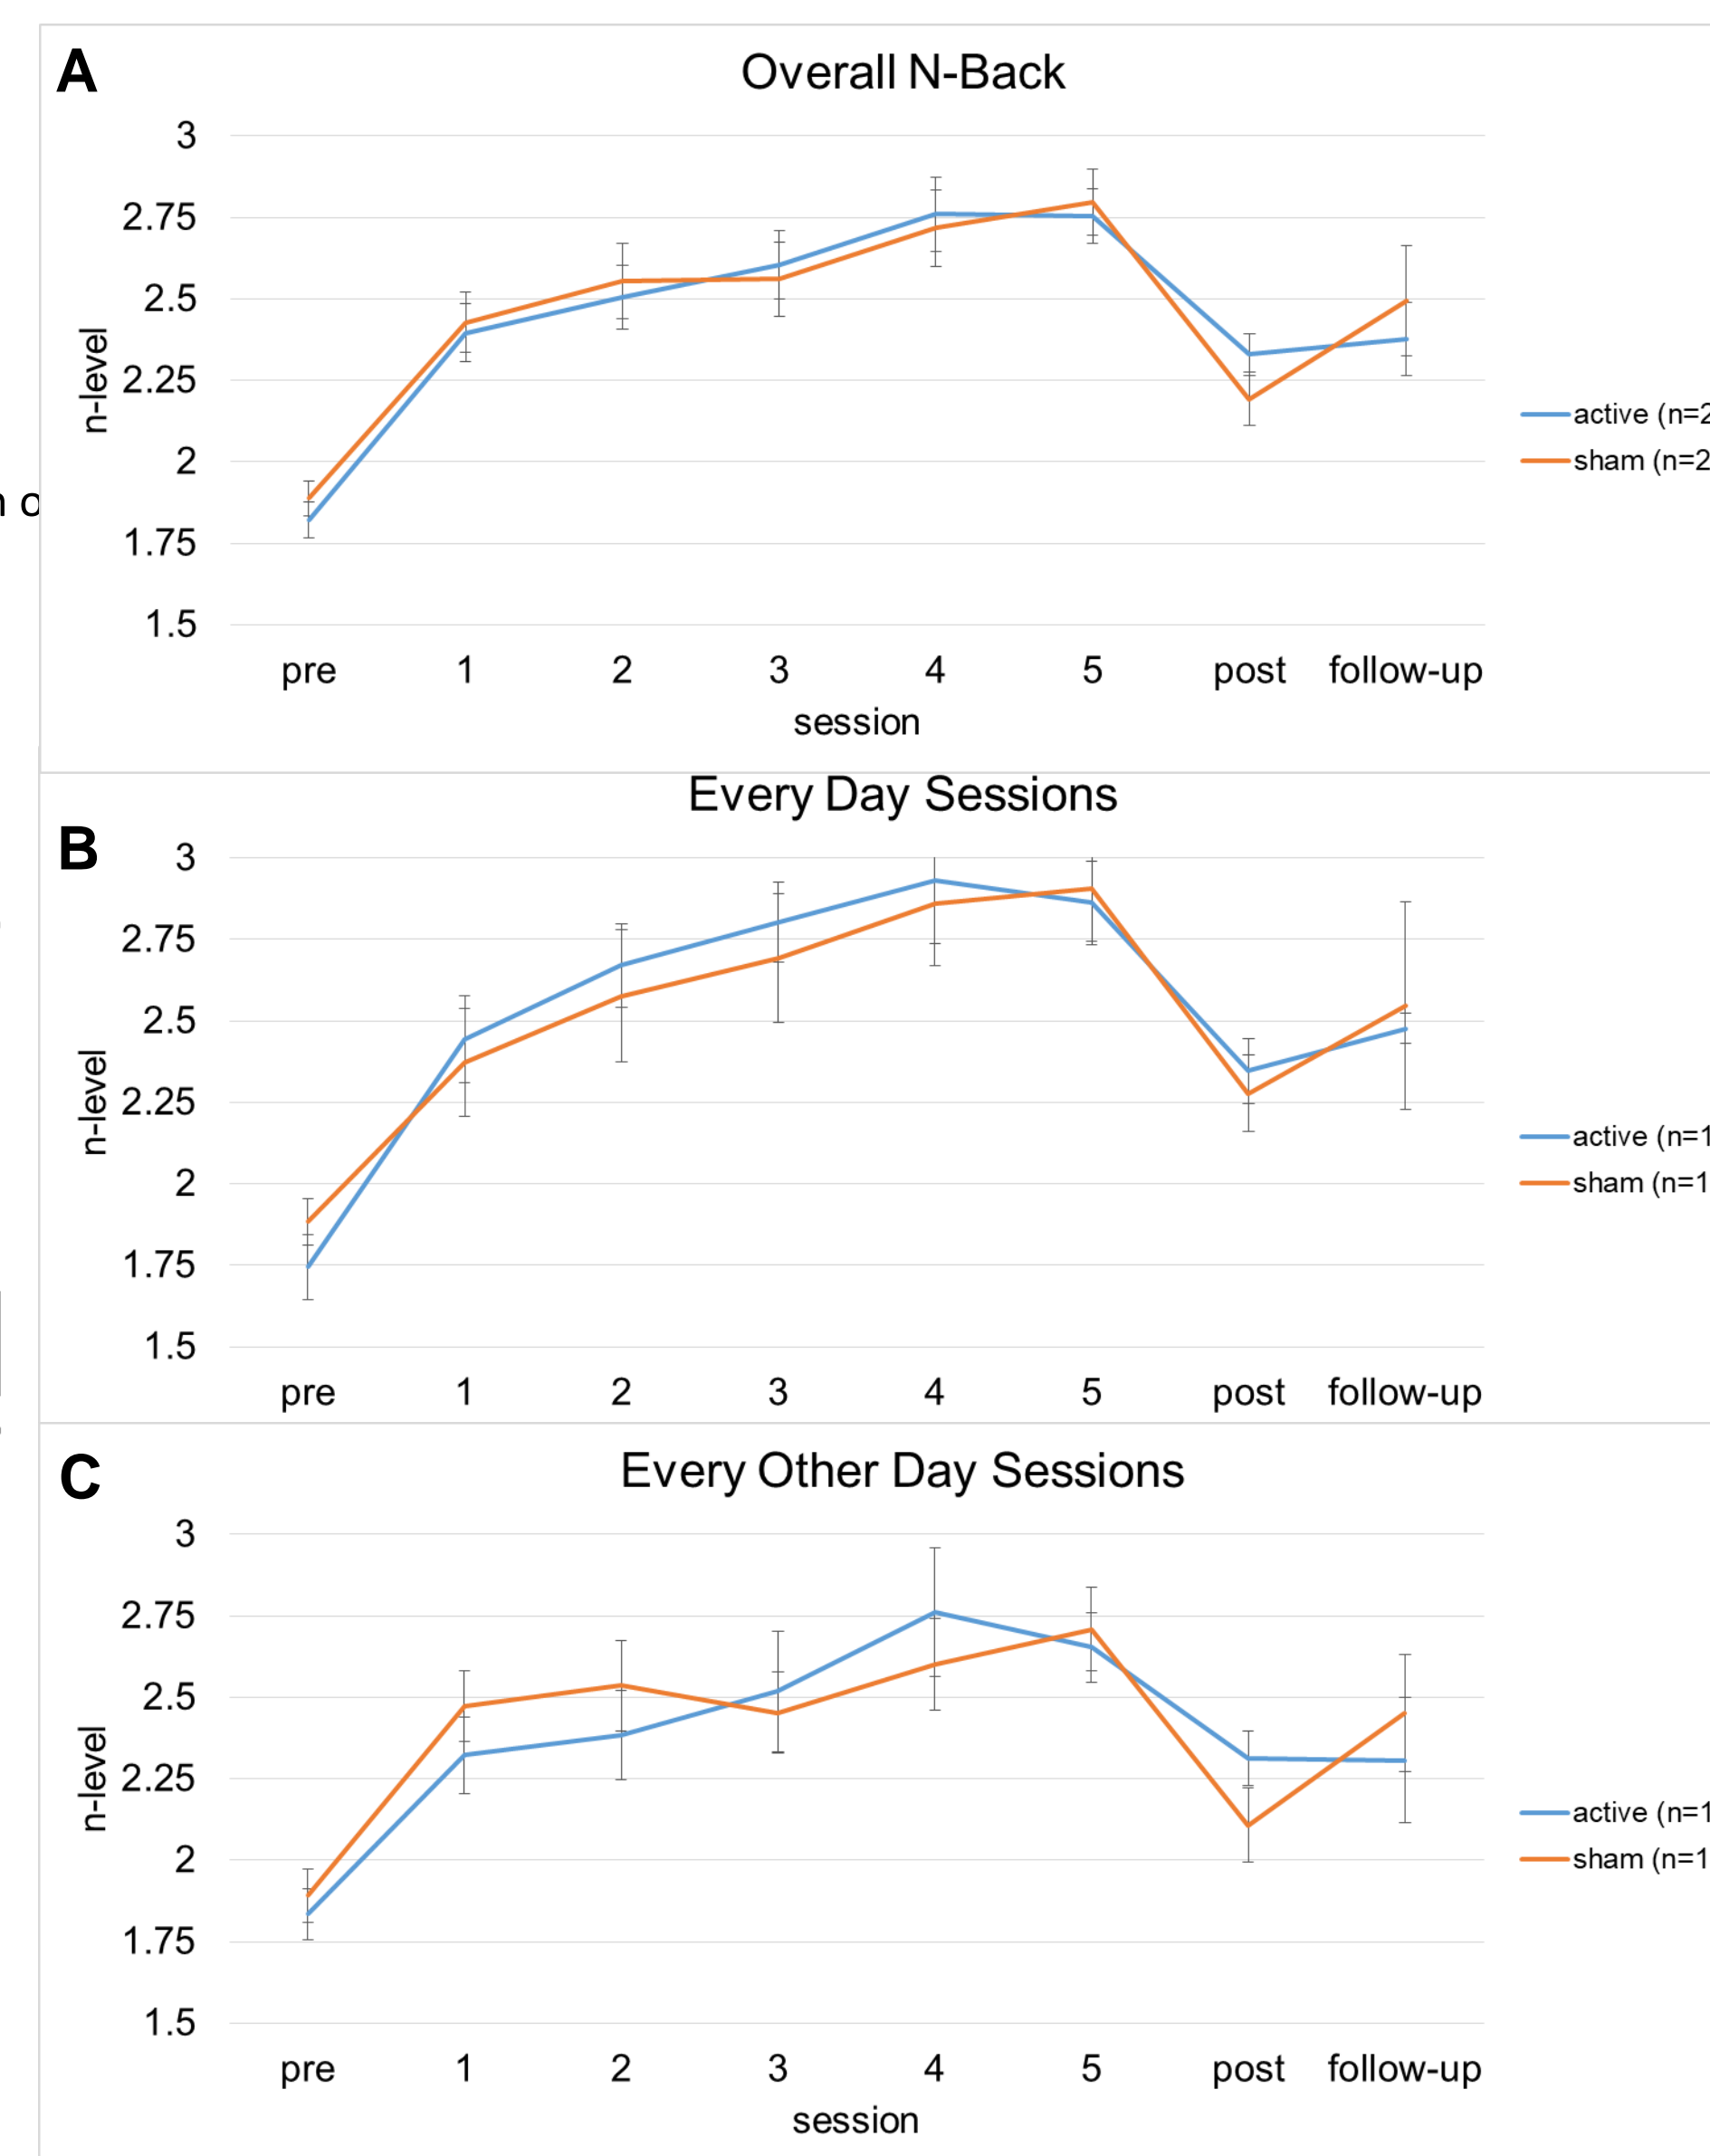 A
Overall N-Back
3
2.75
2.5
2.25
2
1.75
1.5
n-level
pre 1 2 3 4 5 post follow-up
session
active (n=2
sham (n=2
B
Every Day Sessions
3
2.75
2.5
2.25
2
1.75
1.5
n-level
pre 1 2 3 4 5 post follow-up
active (n=1
sham (n=1
C
Every Other Day Sessions
3
2.75
2.5
2.25
2
1.75
1.5
n-level
pre 1 2 3 4 5 post follow-up
session
active (n=1
sham (n=1